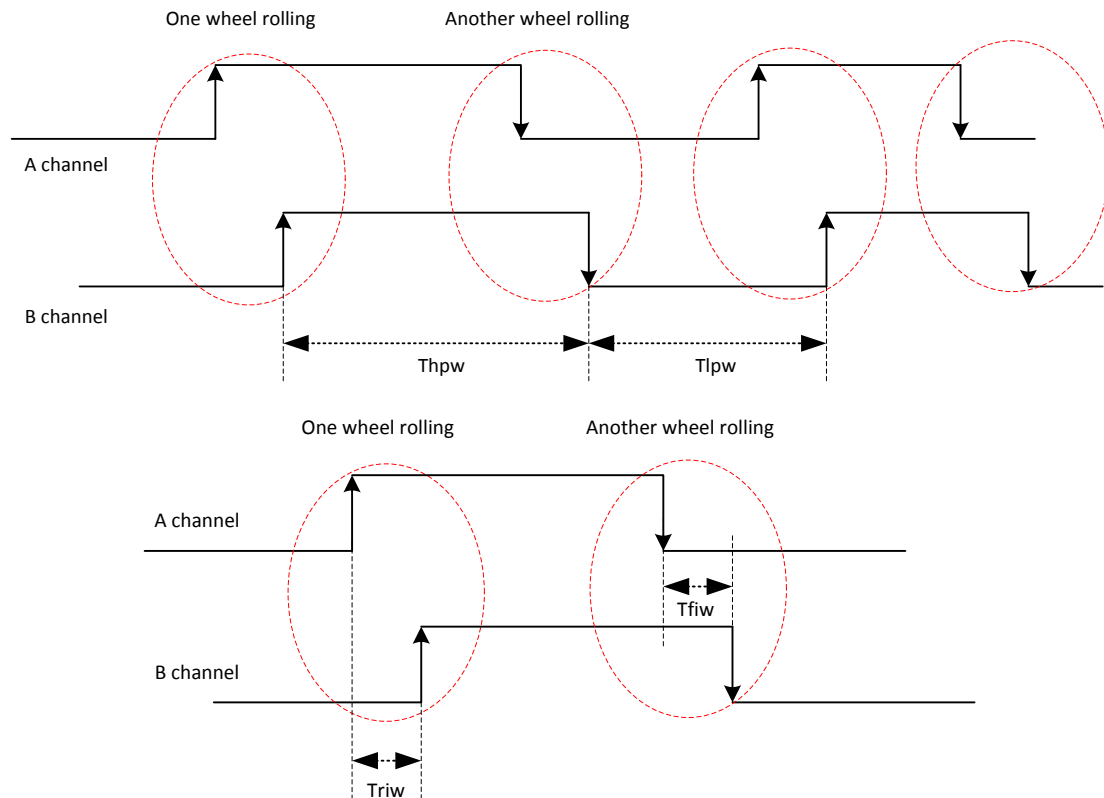 One wheel rolling
Another wheel rolling
A channel
B channel
Thpw
Tlpw
One wheel rolling
Another wheel rolling
A channel
Tfiw
B channel
Triw